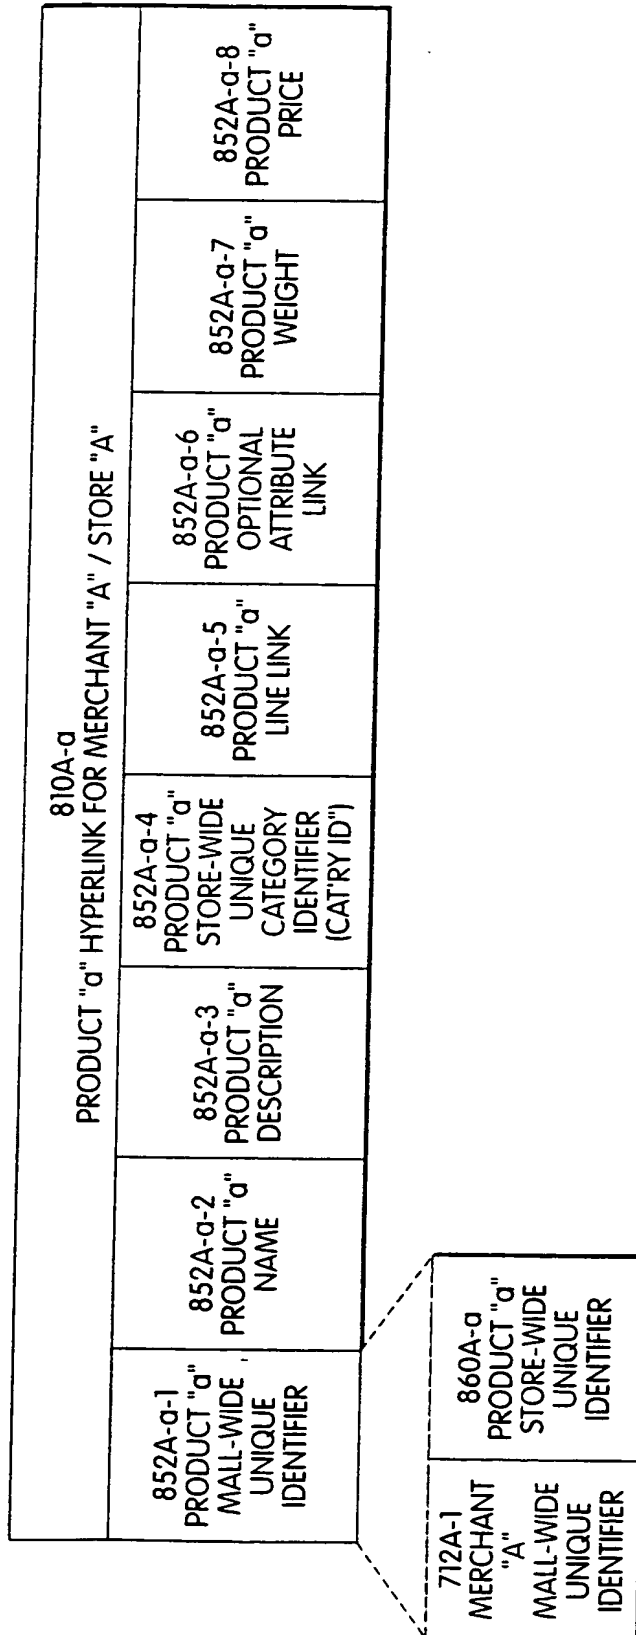 810A-a
PRODUCT "a" HYPERLINK FOR MERCHANT "A" / STORE "A"
852A-a-1
PRODUCT "a"
MALL-WIDE
UNIQUE
IDENTIFIER
852A-a-2
PRODUCT "a"
NAME
852A-a-3
PRODUCT "a"
DESCRIPTION
852A-a-4
PRODUCT "a"
STORE-WIDE
UNIQUE
CATEGORY
IDENTIFIER
(CAT'RY ID")
852A-a-5
PRODUCT "a"
LINE LINK
852A-a-6
PRODUCT "a"
OPTIONAL
ATTRIBUTE
LINK
852A-a-7
PRODUCT "a"
WEIGHT
852A-a-8
PRODUCT "a"
PRICE
712A-1
MERCHANT
"A"
MALL-WIDE
UNIQUE
IDENTIFIER
860A-a
PRODUCT "a"
STORE-WIDE
UNIQUE
IDENTIFIER